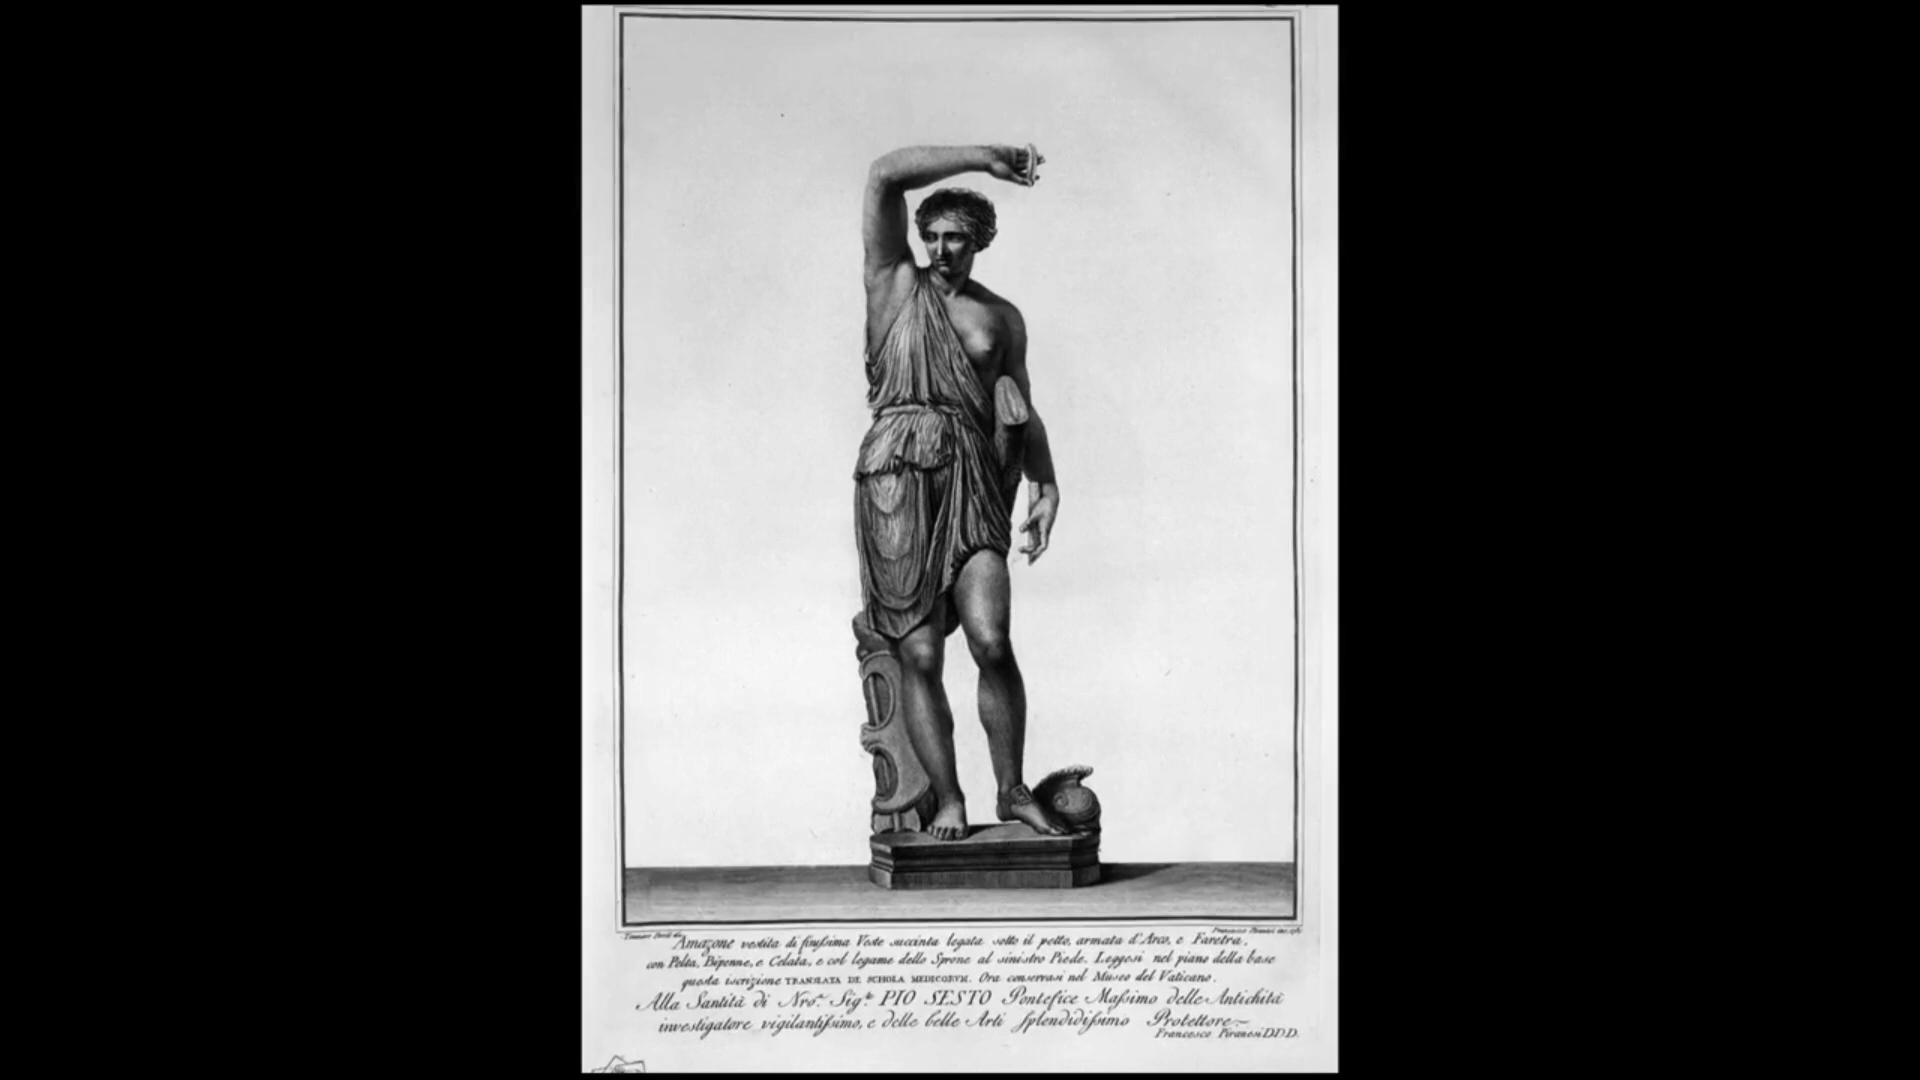 Amazone vestita di finissima Veste succinta legata sotto il petto, armata d'Arco, e Faretra,
con Pelta, Bipenne, e Celata, e col legame dello Sprone al sinistro Piede. Leggesi nel piano della base
questa iscrizione TRANSLATA DE SCHOLA MEDICORVM. Ora conservasi nel Museo del Vaticano.
Alla Santità di Nro. Sigr. PIO SESTO Pontefice Massimo delle Antichità
investigatore vigilantissimo, e delle belle Arti splendidissimo Protettore
Francesco Piranesi D.D.D.